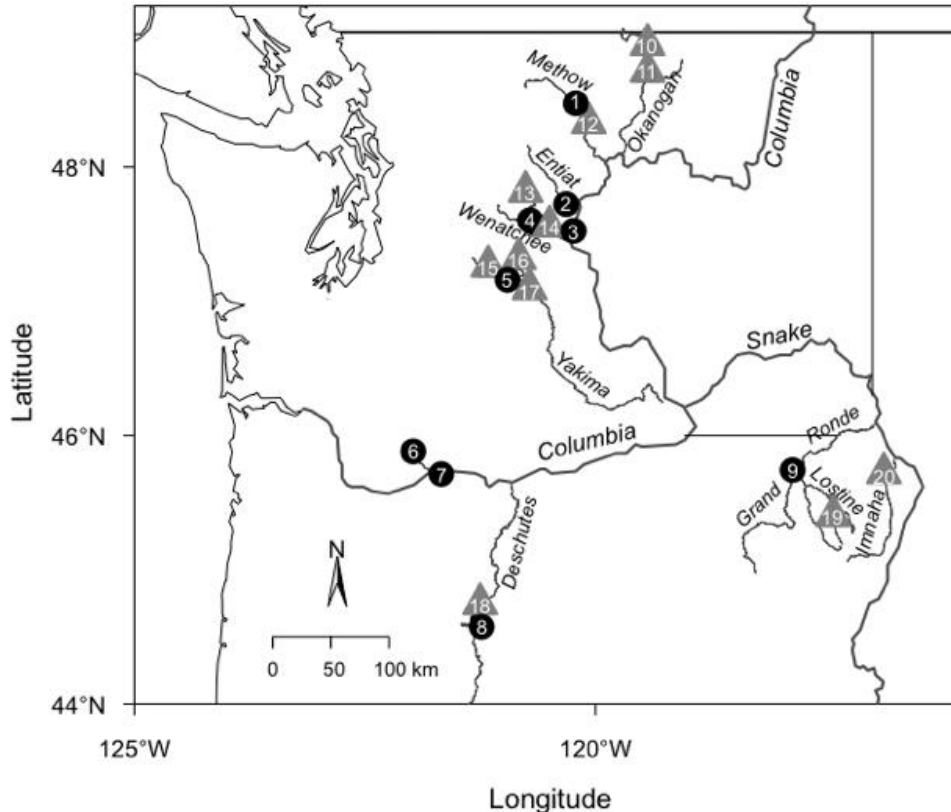 10
11
Methow
1
12
Okanogan
Columbia
48°N
Entiat
13
2
4
14
3
Wenatchee
16
15
5
17
Snake
Yakima
Latitude
46°N
Columbia
Ronde
6
7
9
20
Lostine
Grand
19
Imnaha
Deschutes
N
18
8
0 50 100 km
44°N
125°W 120°W
Longitude